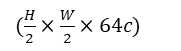 (H/2 × W/2 × 64c)